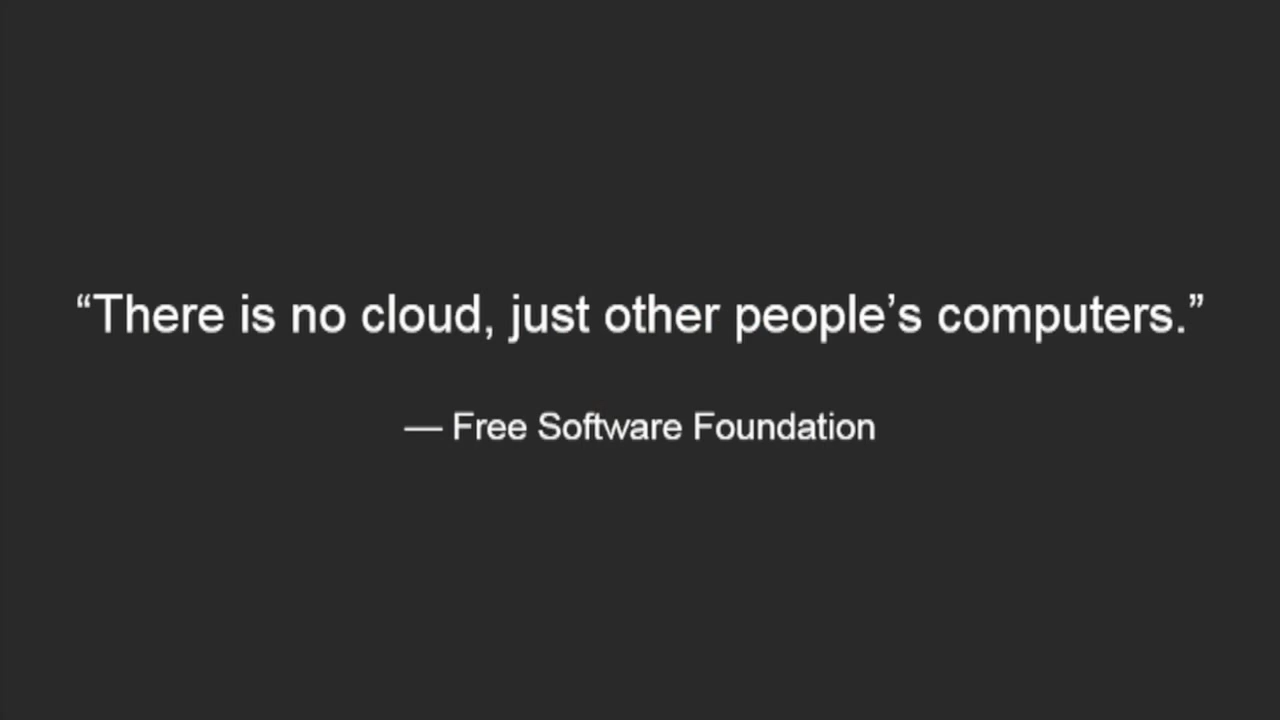 “There is no cloud, just other people’s computers.”
— Free Software Foundation